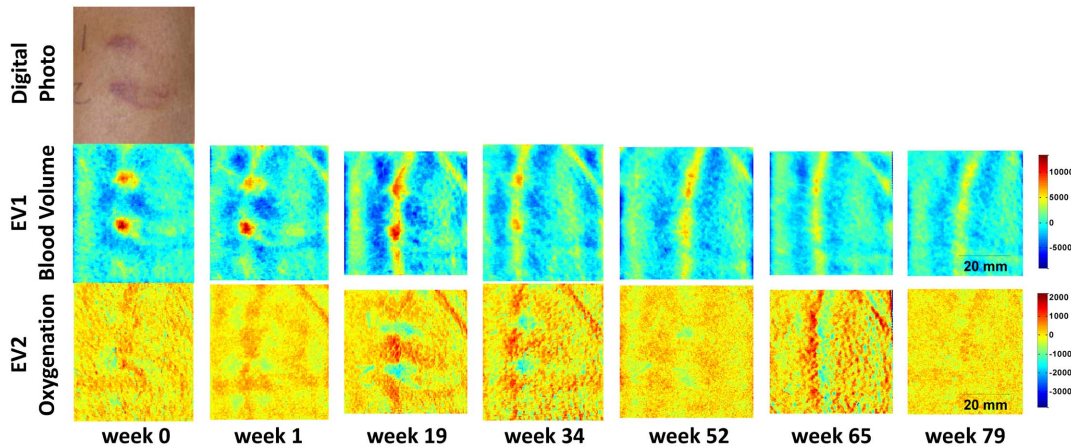 Digital
Photo
EV1
Blood Volume
10000
5000
0
-5000
20 mm
EV2
Oxygenation
2000
1000
0
-1000
-2000
-3000
20 mm
week 0
week 1
week 19
week 34
week 52
week 65
week 79